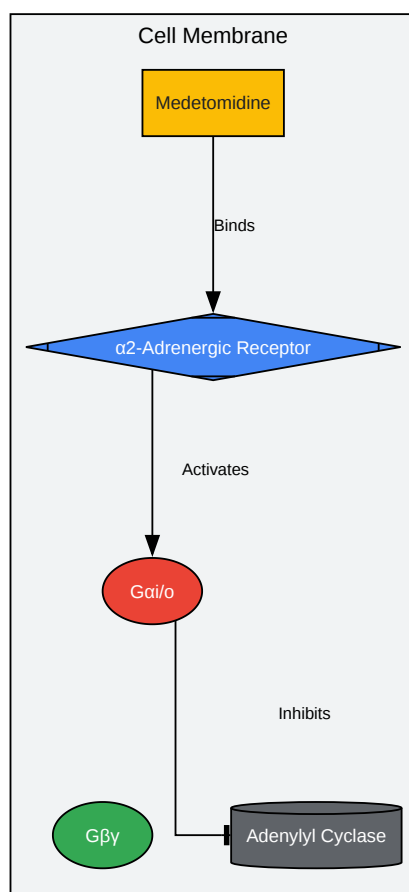 Cell Membrane
Medetomidine
Binds
α2-Adrenergic Receptor
Activates
Gαi/o
Inhibits
Gβγ
Adenylyl Cyclase